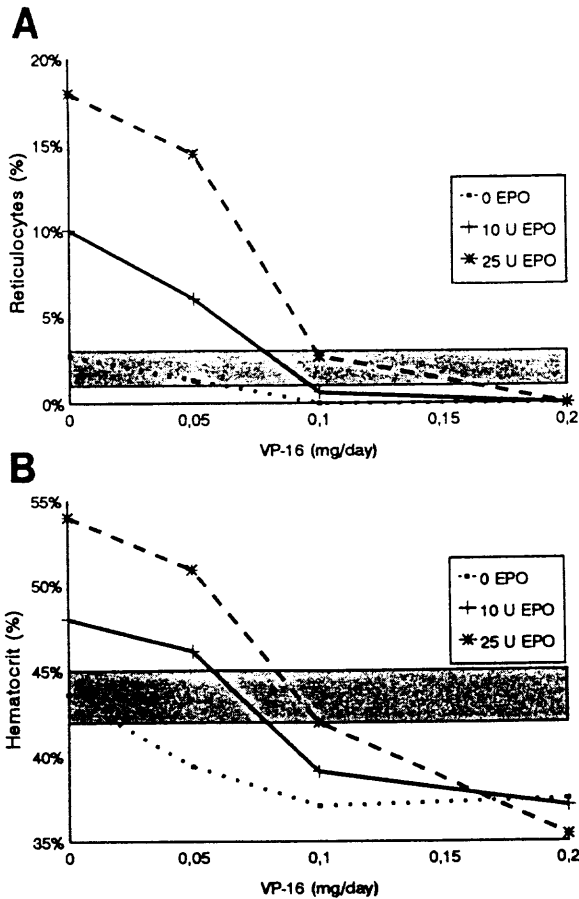 A
20%
15%
10%
5%
0%
Reticulocytes (%)
0 EPO
10 U EPO
25 U EPO
0 0,05 0,1 0,15 0,2
VP-16 (mg/day)
B
55%
50%
45%
40%
35%
Hematocrit (%)
0 EPO
10 U EPO
25 U EPO
0 0,05 0,1 0,15 0,2
VP-16 (mg/day)